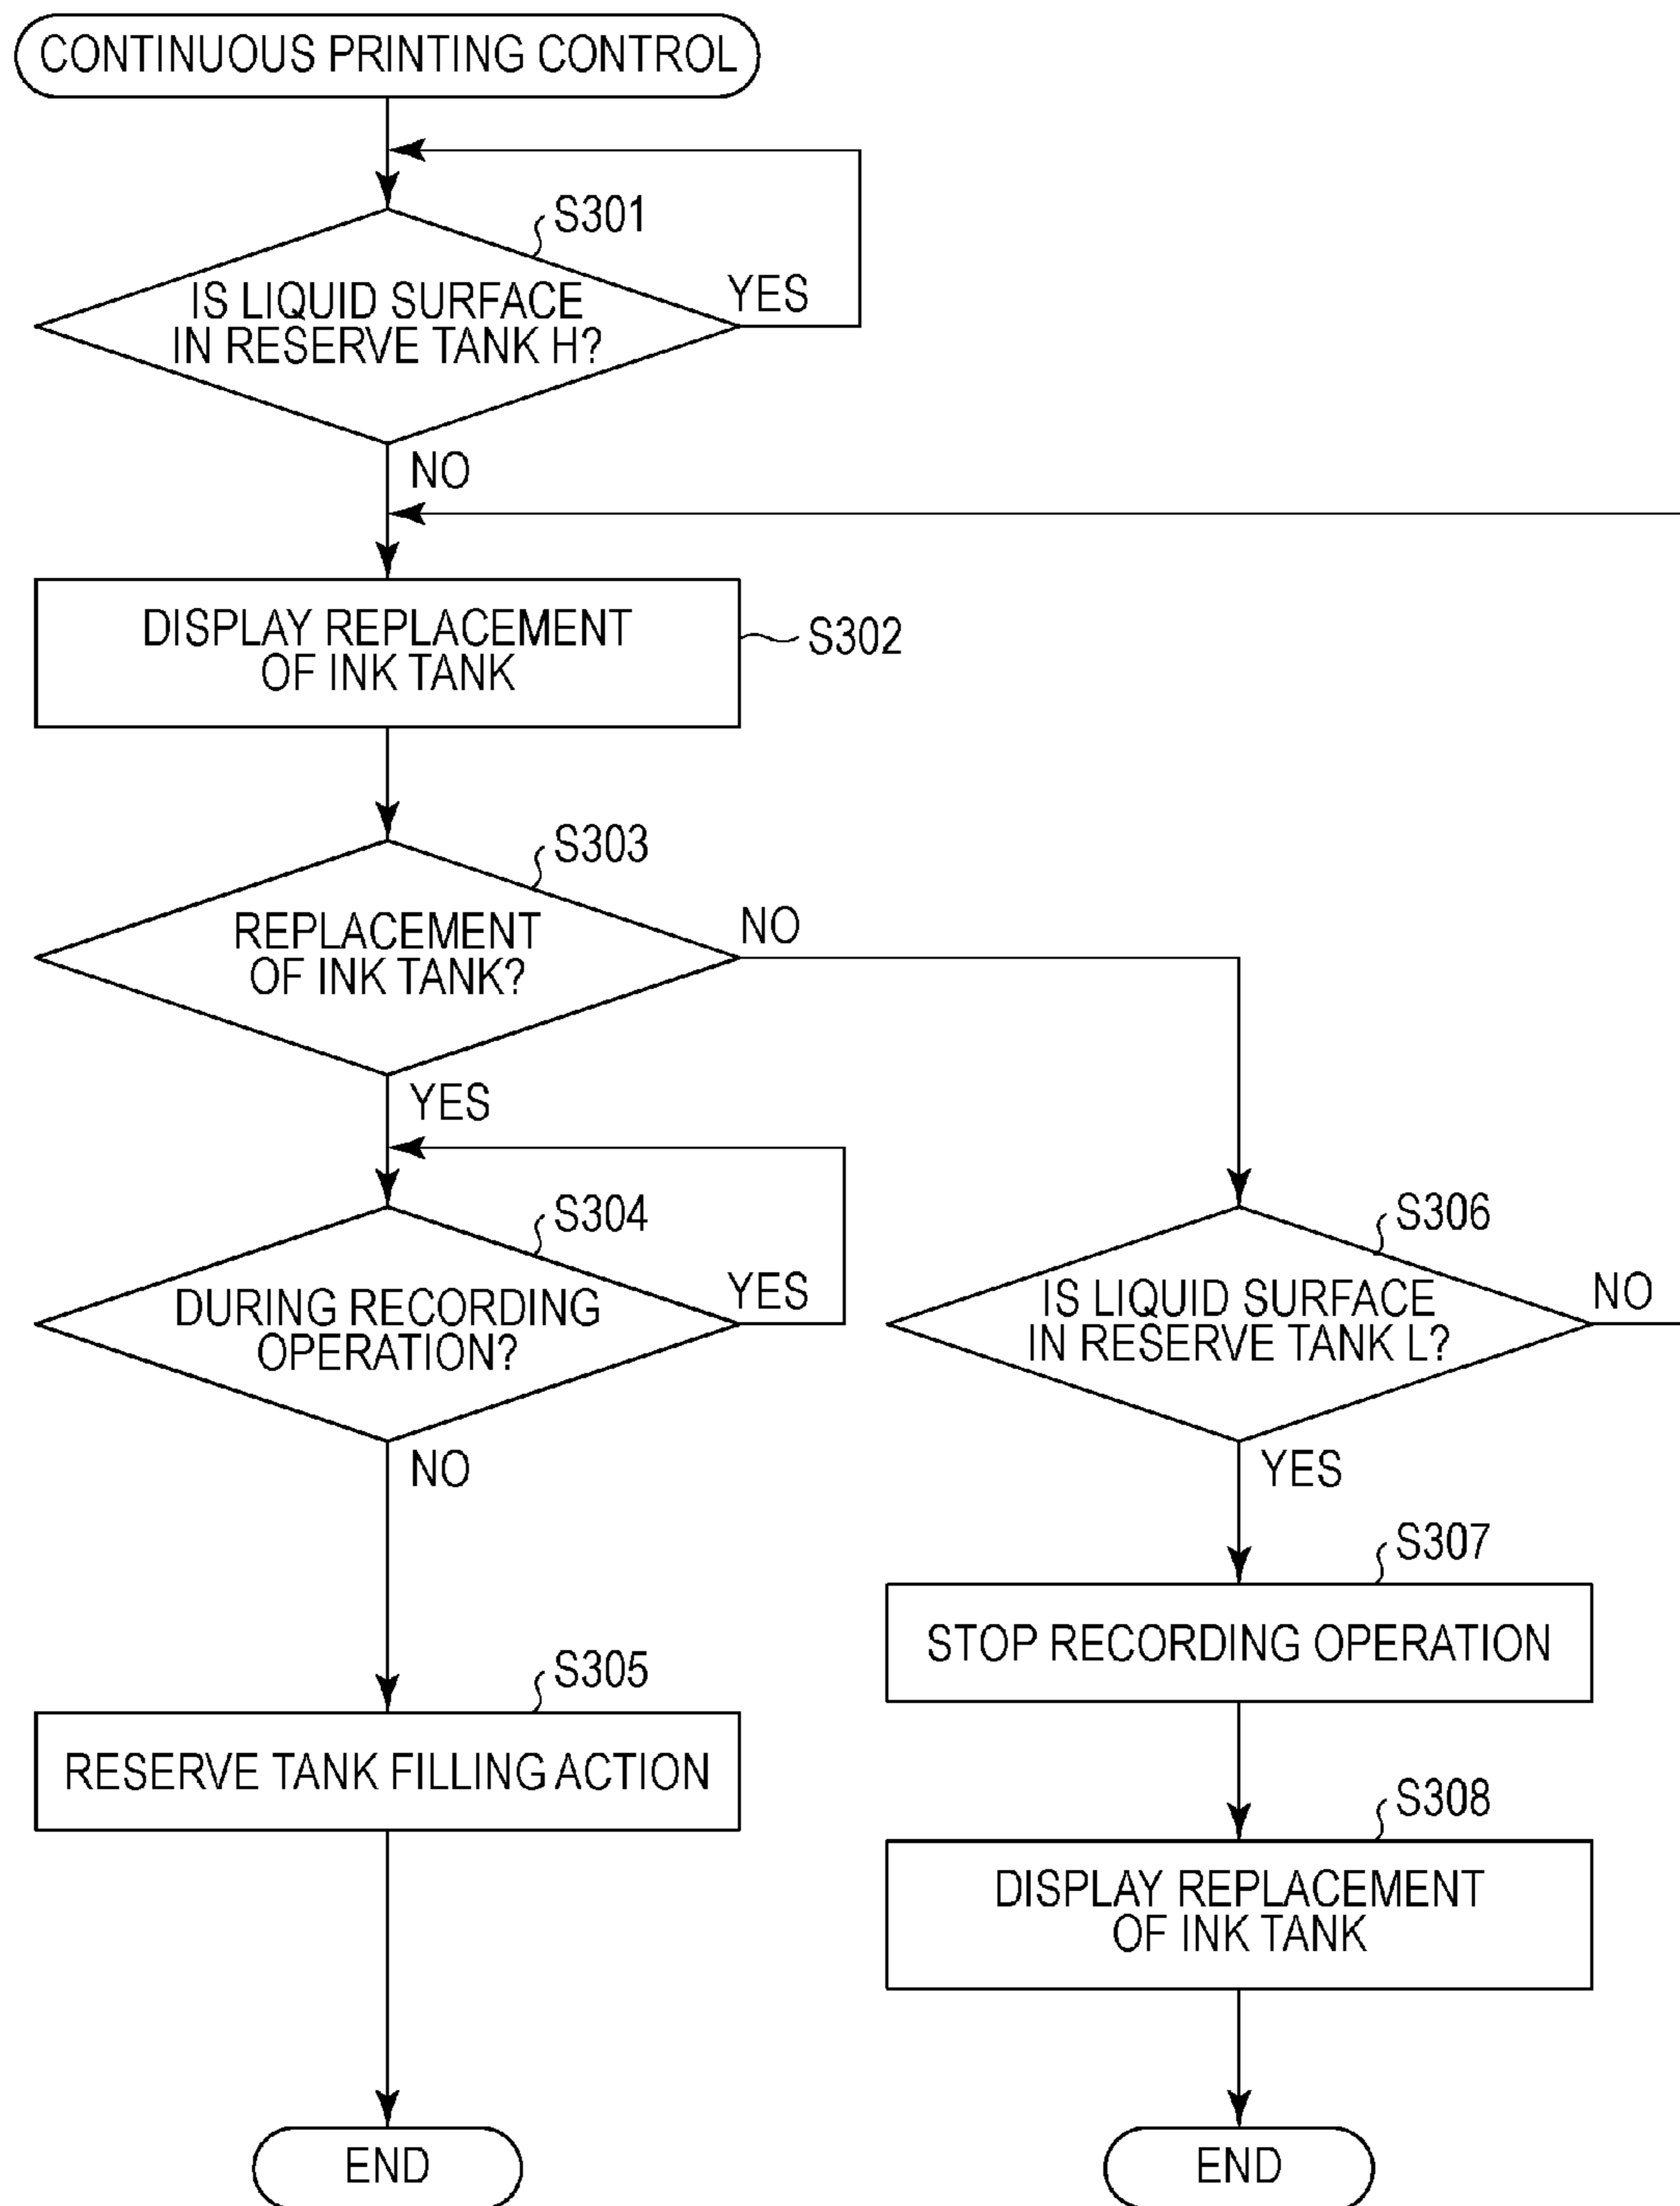 CONTINUOUS PRINTING CONTROL
S301
IS LIQUID SURFACE
IN RESERVE TANK H?
YES
NO
DISPLAY REPLACEMENT
OF INK TANK
S302
S303
REPLACEMENT
OF INK TANK?
NO
YES
S304
DURING RECORDING
OPERATION?
YES
NO
S305
RESERVE TANK FILLING ACTION
END
S306
IS LIQUID SURFACE
IN RESERVE TANK L?
NO
YES
S307
STOP RECORDING OPERATION
S308
DISPLAY REPLACEMENT
OF INK TANK
END